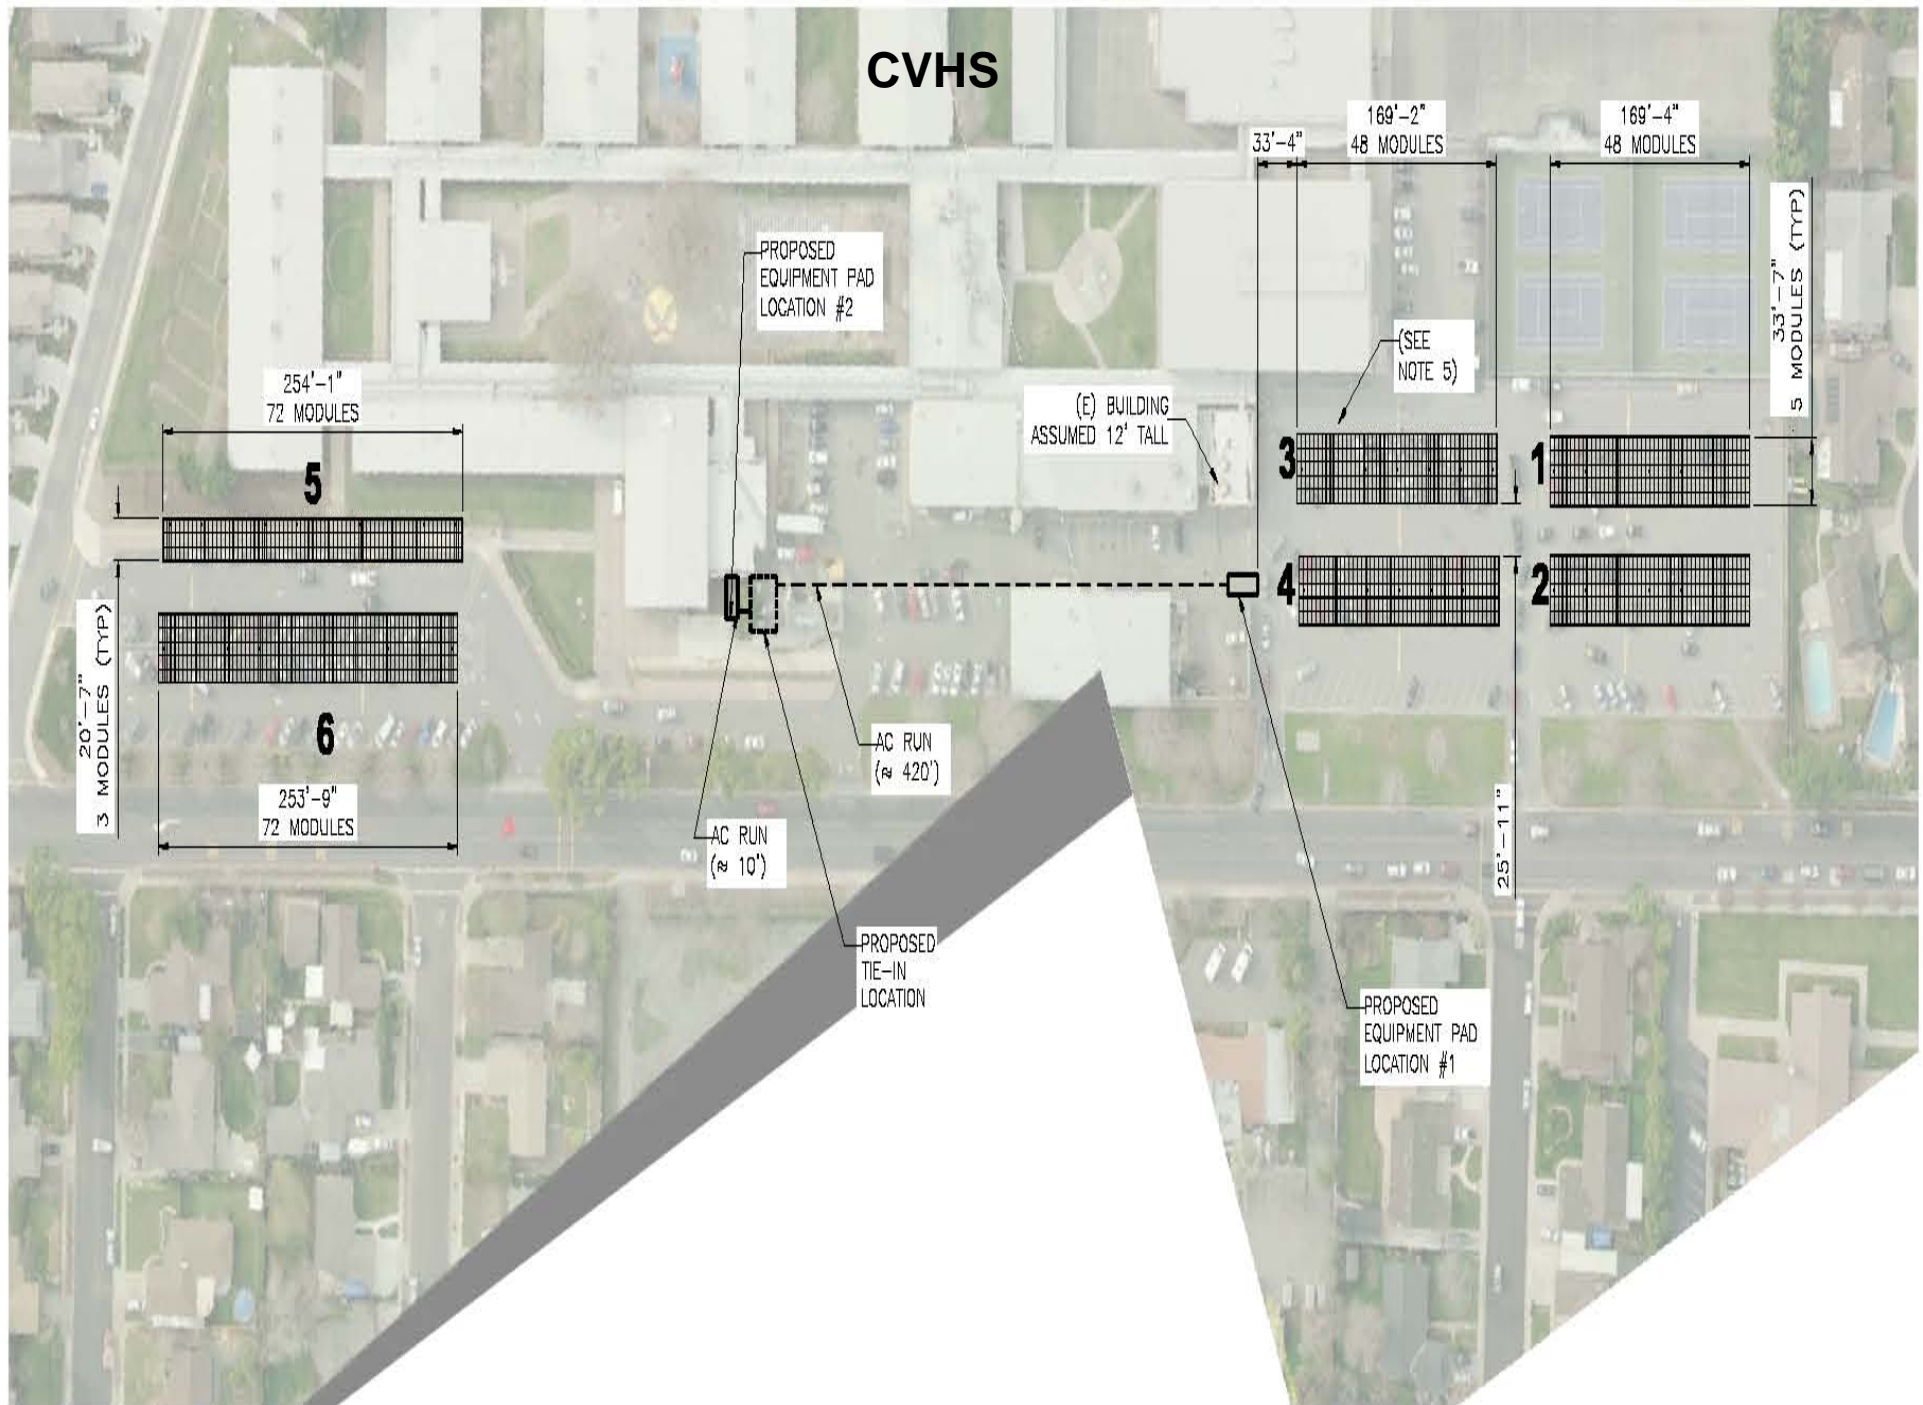 CVHS
33'-4"
169'-2"
48 MODULES
169'-4"
48 MODULES
33'-7"
5 MODULES (TYP)
PROPOSED
EQUIPMENT PAD
LOCATION #2
(SEE
NOTE 5)
(E) BUILDING
ASSUMED 12' TALL
254'-1"
72 MODULES
5
3
1
4
2
20'-7"
3 MODULES (TYP)
6
253'-9"
72 MODULES
AC RUN
(≈ 420')
AC RUN
(≈ 10')
25'-11"
PROPOSED
TIE-IN
LOCATION
PROPOSED
EQUIPMENT PAD
LOCATION #1